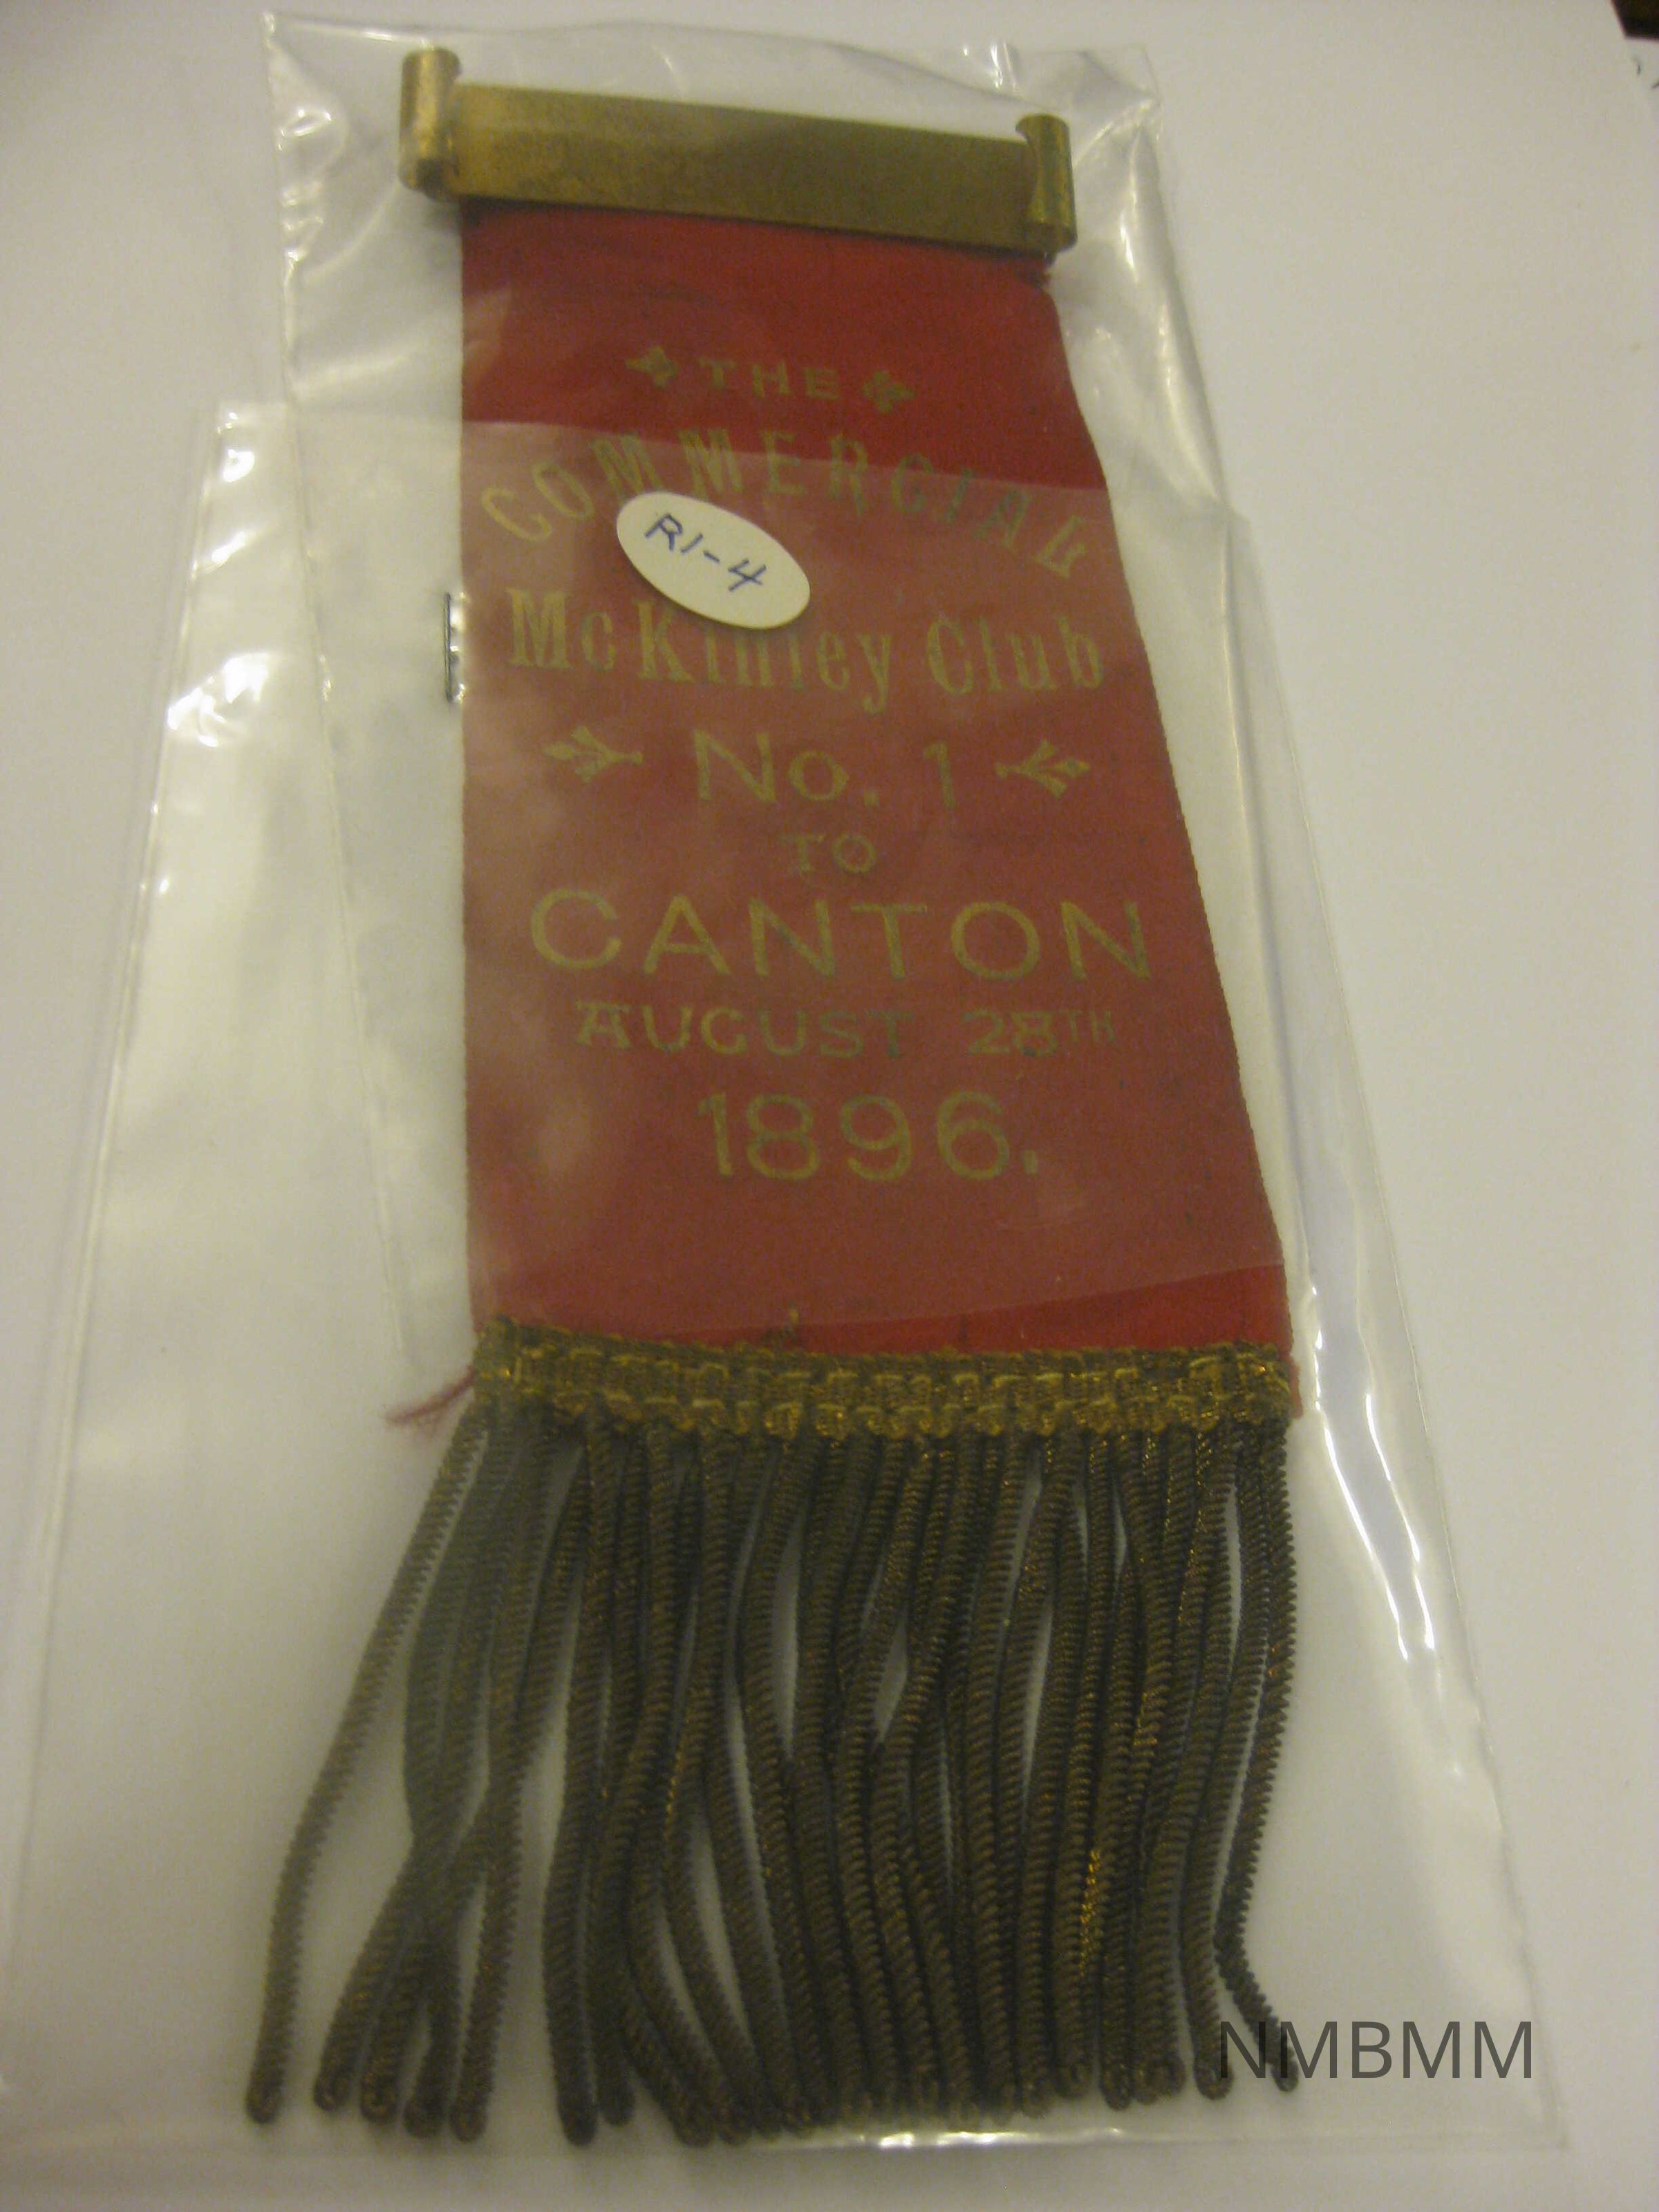 THE
COMMERCIAL
R1-4
McKinley Club
No. 1
TO
CANTON
AUGUST 28TH
1896.
NMBMM